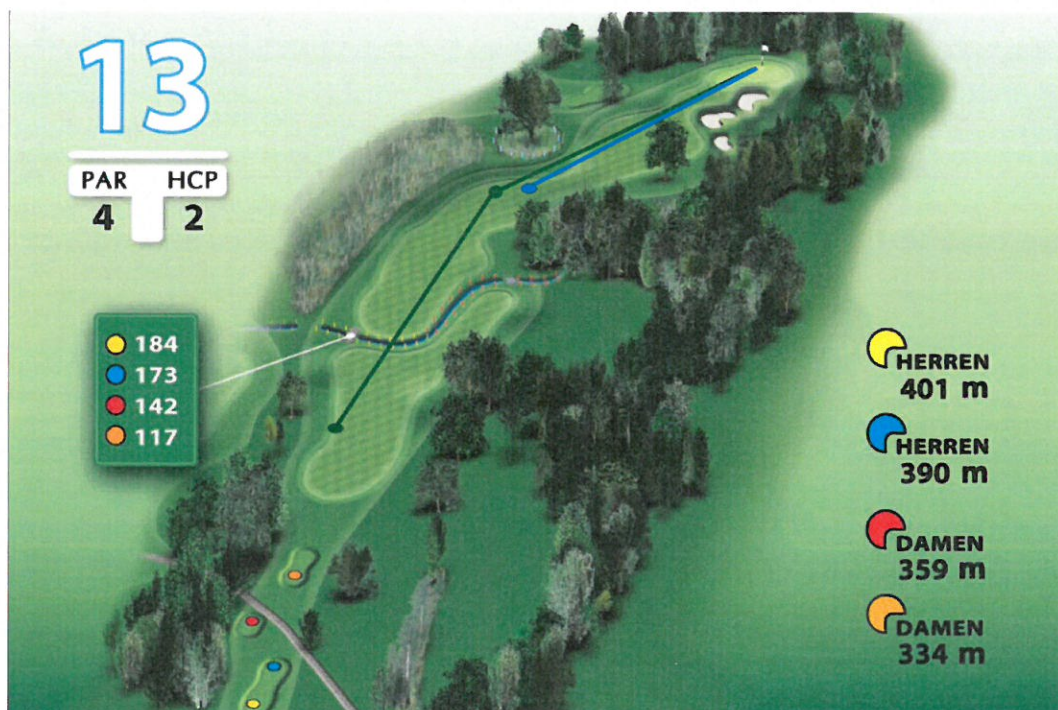 13
PAR HCP
4 2
184
173
142
117
HERREN
401 m
HERREN
390 m
DAMEN
359 m
DAMEN
334 m